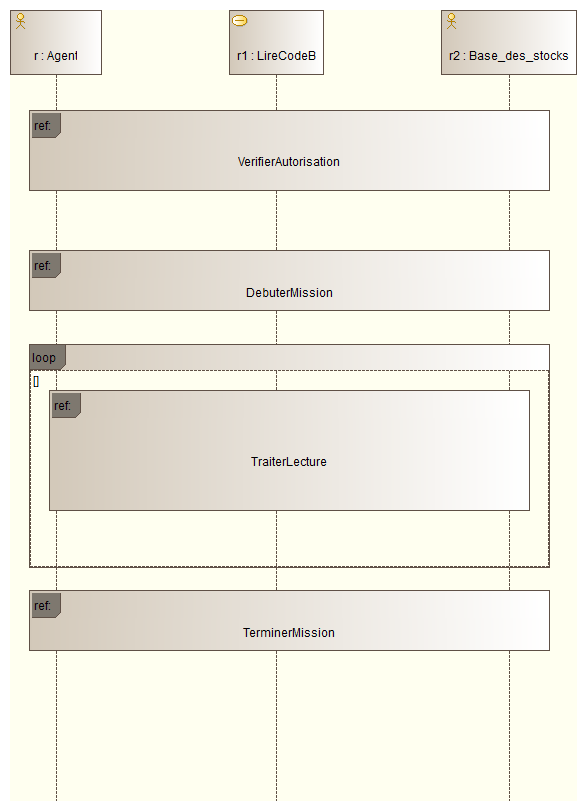 r : Agent
r1 : LireCodeB
r2 : Base_des_stocks
ref:
VerifierAutorisation
ref:
DebuterMission
loop
[]
ref:
TraiterLecture
ref:
TerminerMission